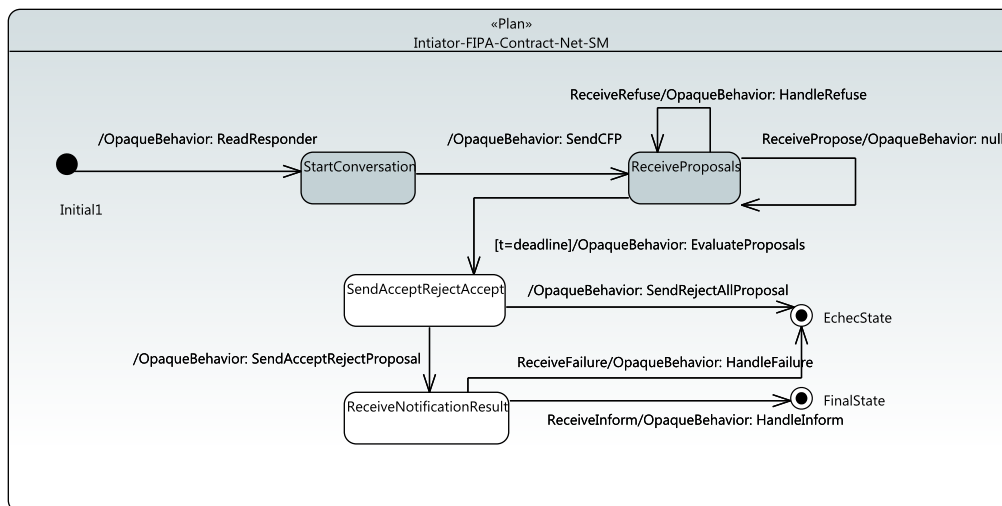 «Plan»
Intiator-FIPA-Contract-Net-SM
ReceiveRefuse/OpaqueBehavior: HandleRefuse
/OpaqueBehavior: ReadResponder
/OpaqueBehavior: SendCFP
ReceivePropose/OpaqueBehavior: null
StartConversation
ReceiveProposals
Initial1
[t=deadline]/OpaqueBehavior: EvaluateProposals
SendAcceptRejectAccept
/OpaqueBehavior: SendRejectAllProposal
EchecState
/OpaqueBehavior: SendAcceptRejectProposal
ReceiveFailure/OpaqueBehavior: HandleFailure
ReceiveNotificationResult
FinalState
ReceiveInform/OpaqueBehavior: HandleInform